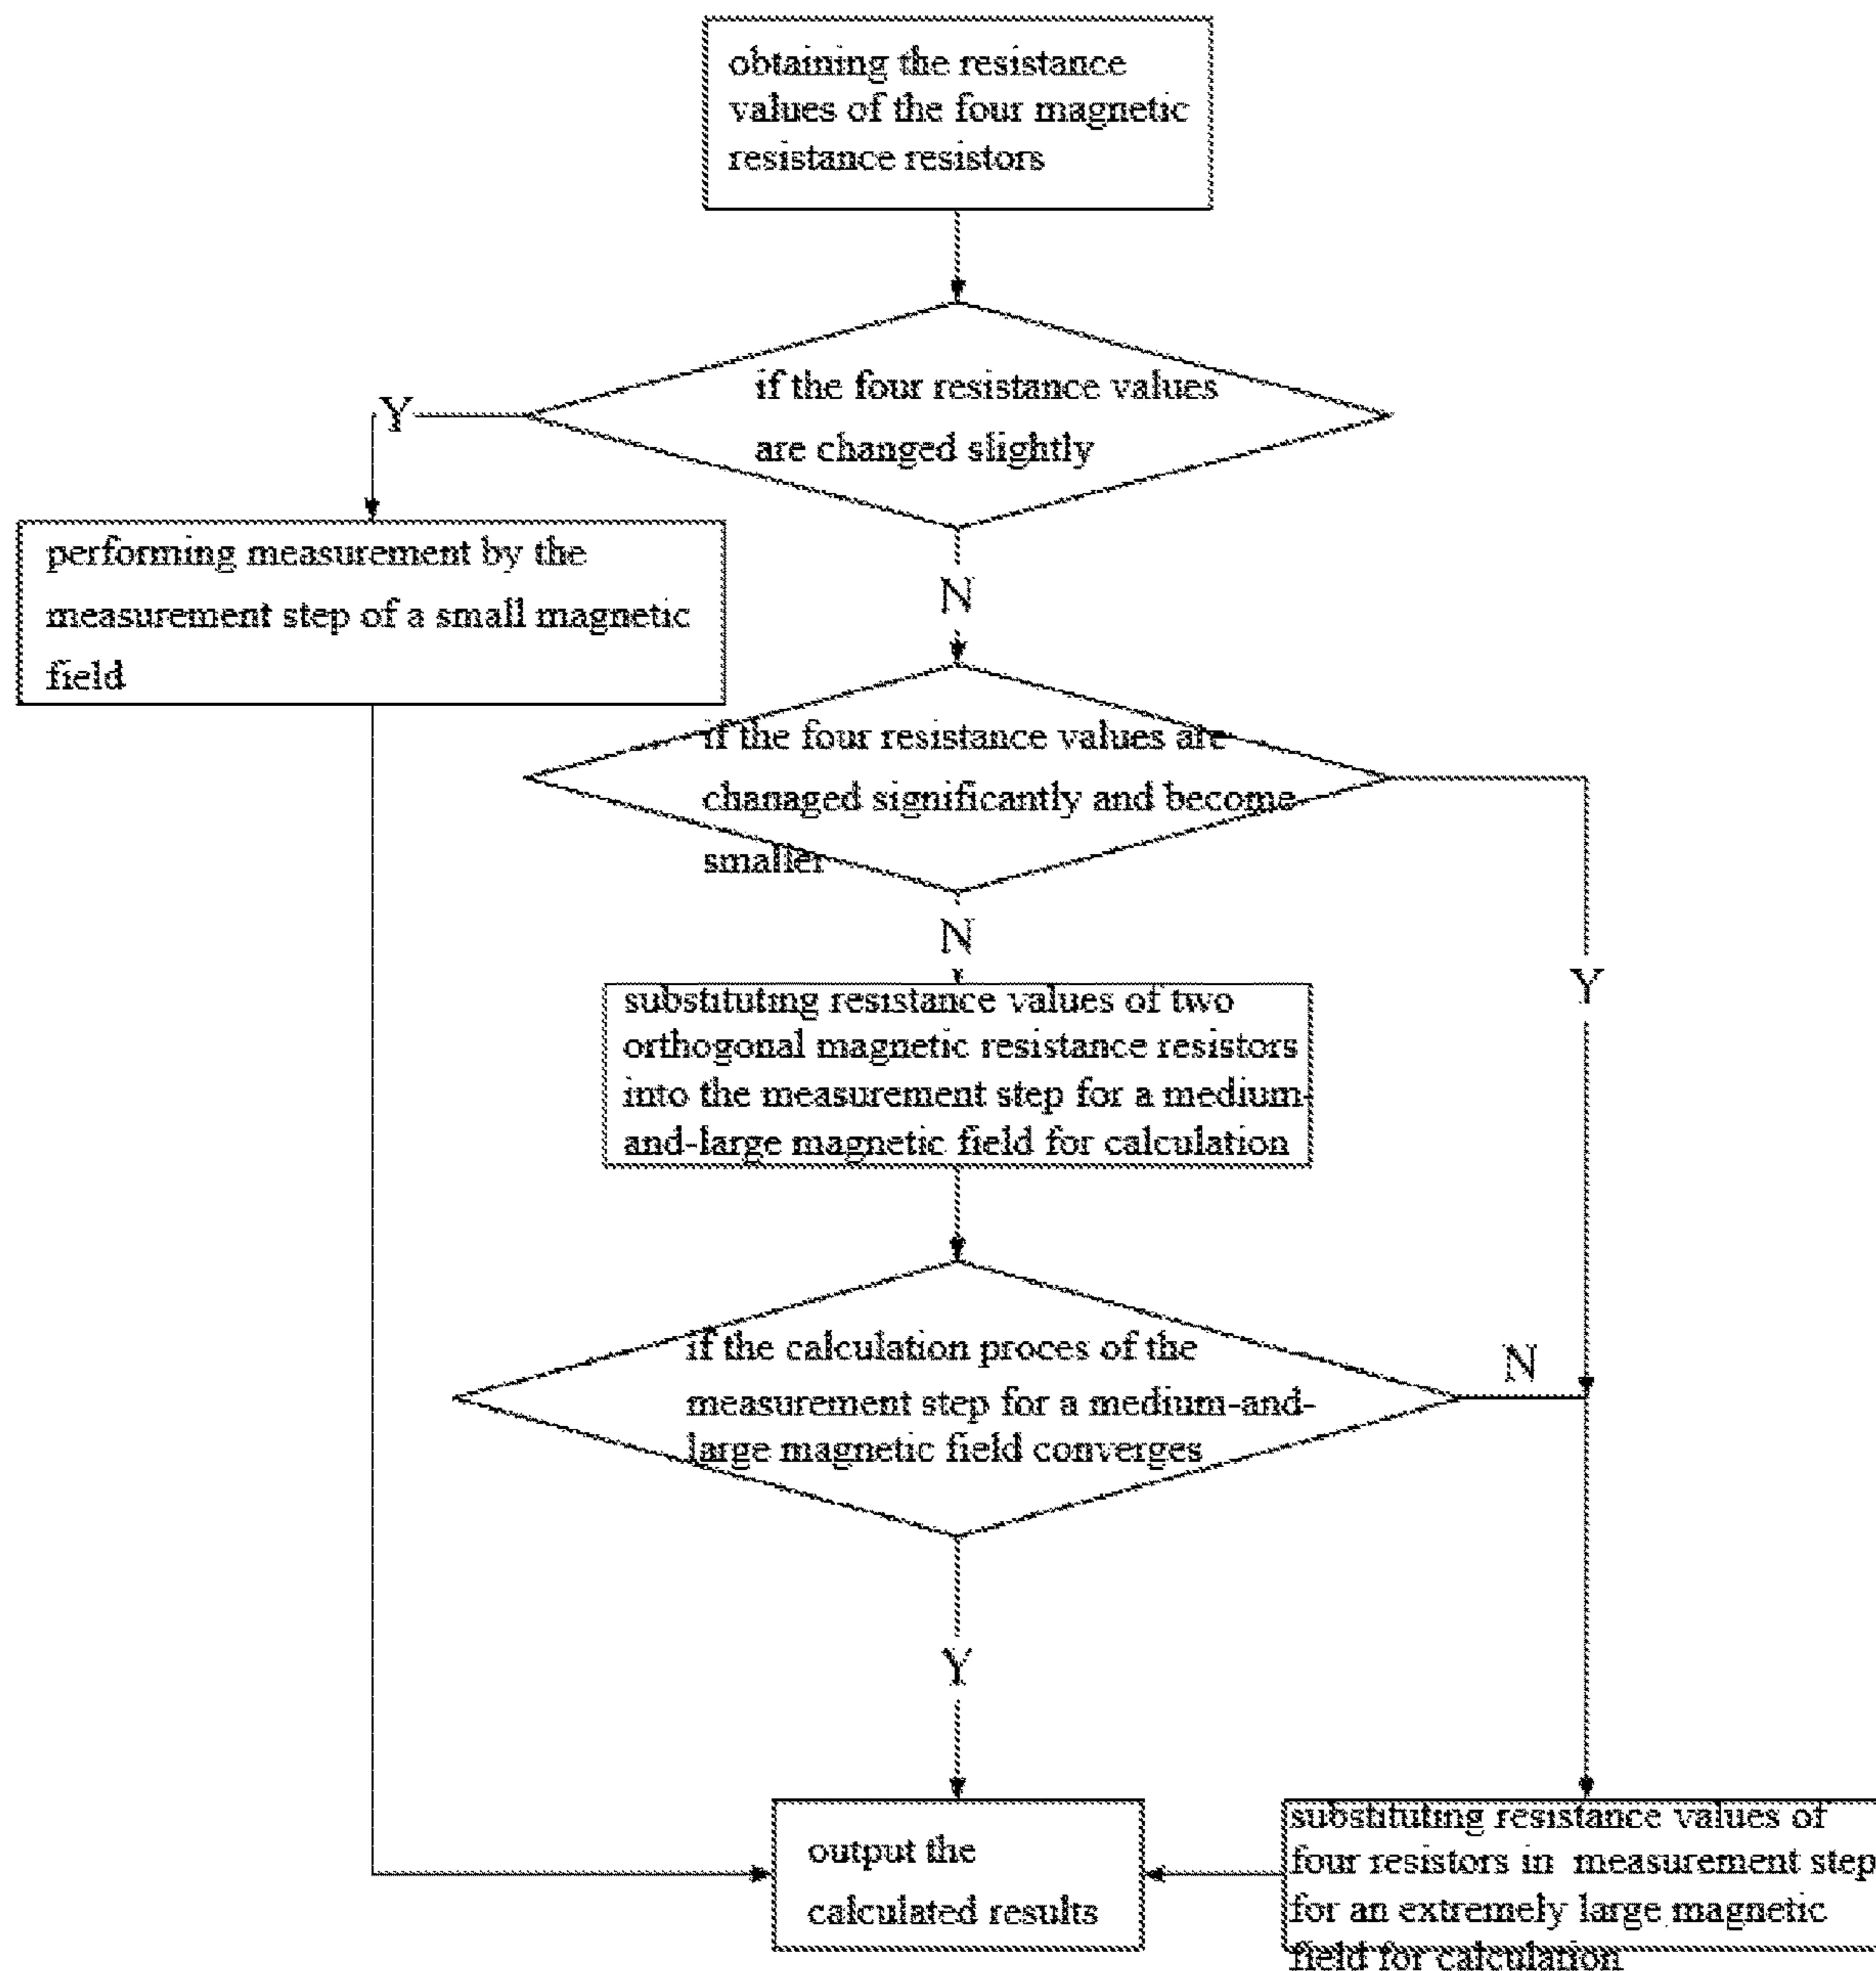 obtaining the resistance
values of the four magnetic
resistance resistors
if the four resistance values
are changed slightly
Y
performing measurement by the
measurement step of a small magnetic
field
N
if the four resistance values are
chanaged significantly and become
smaller
N
Y
substituting resistance values of two
orthogonal magnetic resistance resistors
into the measurement step for a medium-
and-large magnetic field for calculation
if the calculation proces of the
measurement step for a medium-and-
large magnetic field converges
N
Y
output the
calculated results
substituting resistance values of
four resistors in measurement step
for an extremely large magnetic
field for calculation